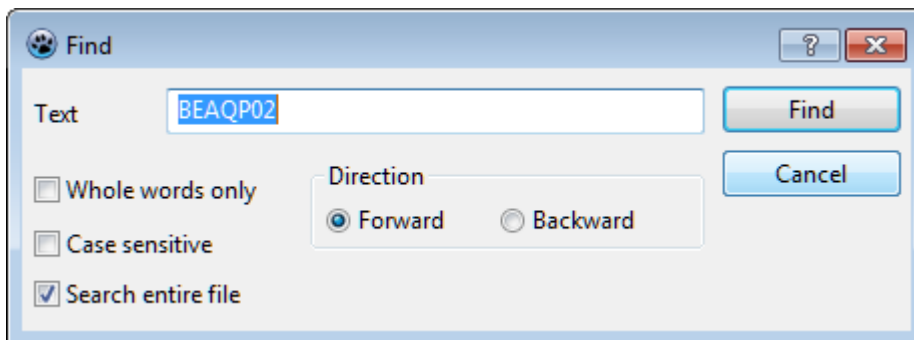 Find
Text
BEAQP02
Find
Cancel
Whole words only
Case sensitive
Search entire file
Direction
Forward
Backward